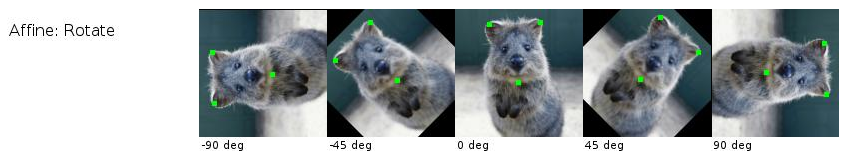 Affine: Rotate
-90 deg
-45 deg
0 deg
45 deg
90 deg